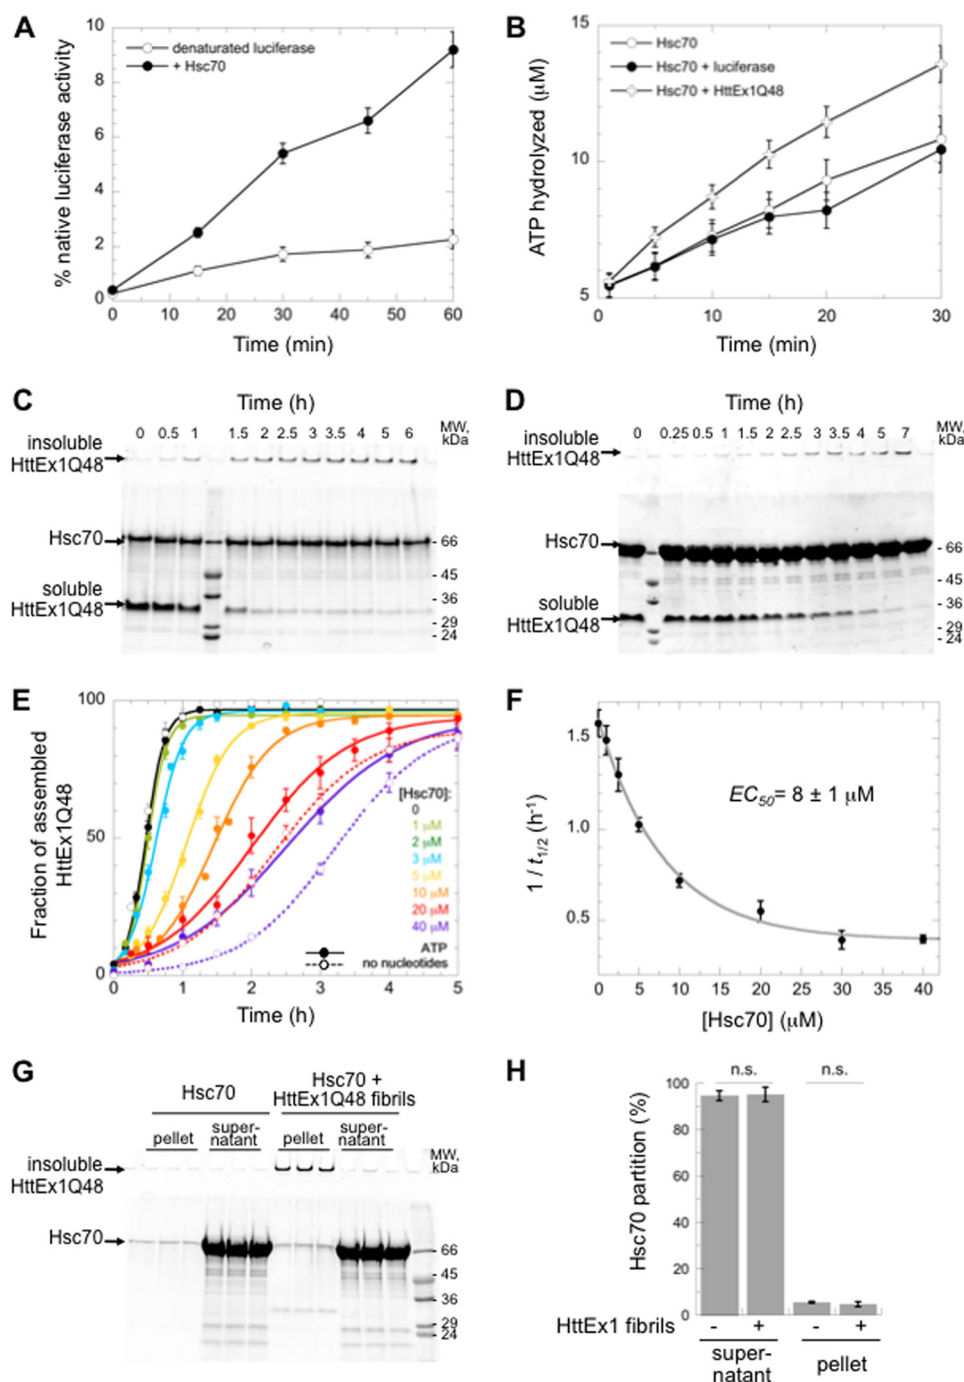 A
10
8
6
4
2
0
% native luciferase activity
denaturated luciferase
+ Hsc70
0 10 20 30 40 50 60
Time (min)
B
15
10
5
ATP hydrolyzed (µM)
Hsc70
Hsc70 + luciferase
Hsc70 + HttEx1Q48
0 10 20 30
Time (min)
C
Time (h)
0 0.5 1 1.5 2 2.5 3 3.5 4 5 6
MW,
kDa
insoluble
HttEx1Q48
Hsc70
soluble
HttEx1Q48
- 66
- 45
- 36
- 29
- 24
D
Time (h)
0 0.25 0.5 1 1.5 2 2.5 3 3.5 4 5 7
MW,
kDa
insoluble
HttEx1Q48
Hsc70
soluble
HttEx1Q48
- 66
- 45
- 36
- 29
- 24
E
100
50
0
Fraction of assembled
HttEx1Q48
[Hsc70]:
0
1 µM
2 µM
3 µM
5 µM
10 µM
20 µM
40 µM
ATP
no nucleotides
0 1 2 3 4 5
Time (h)
F
1.5
1.0
0.5
0
1 / t1/2 (h-1)
EC50= 8 ± 1 µM
0 5 10 15 20 25 30 35 40
[Hsc70] (µM)
G
Hsc70
Hsc70 +
HttEx1Q48 fibrils
pellet
super-
natant
pellet
super-
natant
MW,
kDa
insoluble
HttEx1Q48
Hsc70
- 66
- 45
- 36
- 29
- 24
H
n.s. n.s.
100
80
60
40
20
0
Hsc70 partition (%)
HttEx1 fibrils - + - +
super-
natant
pellet